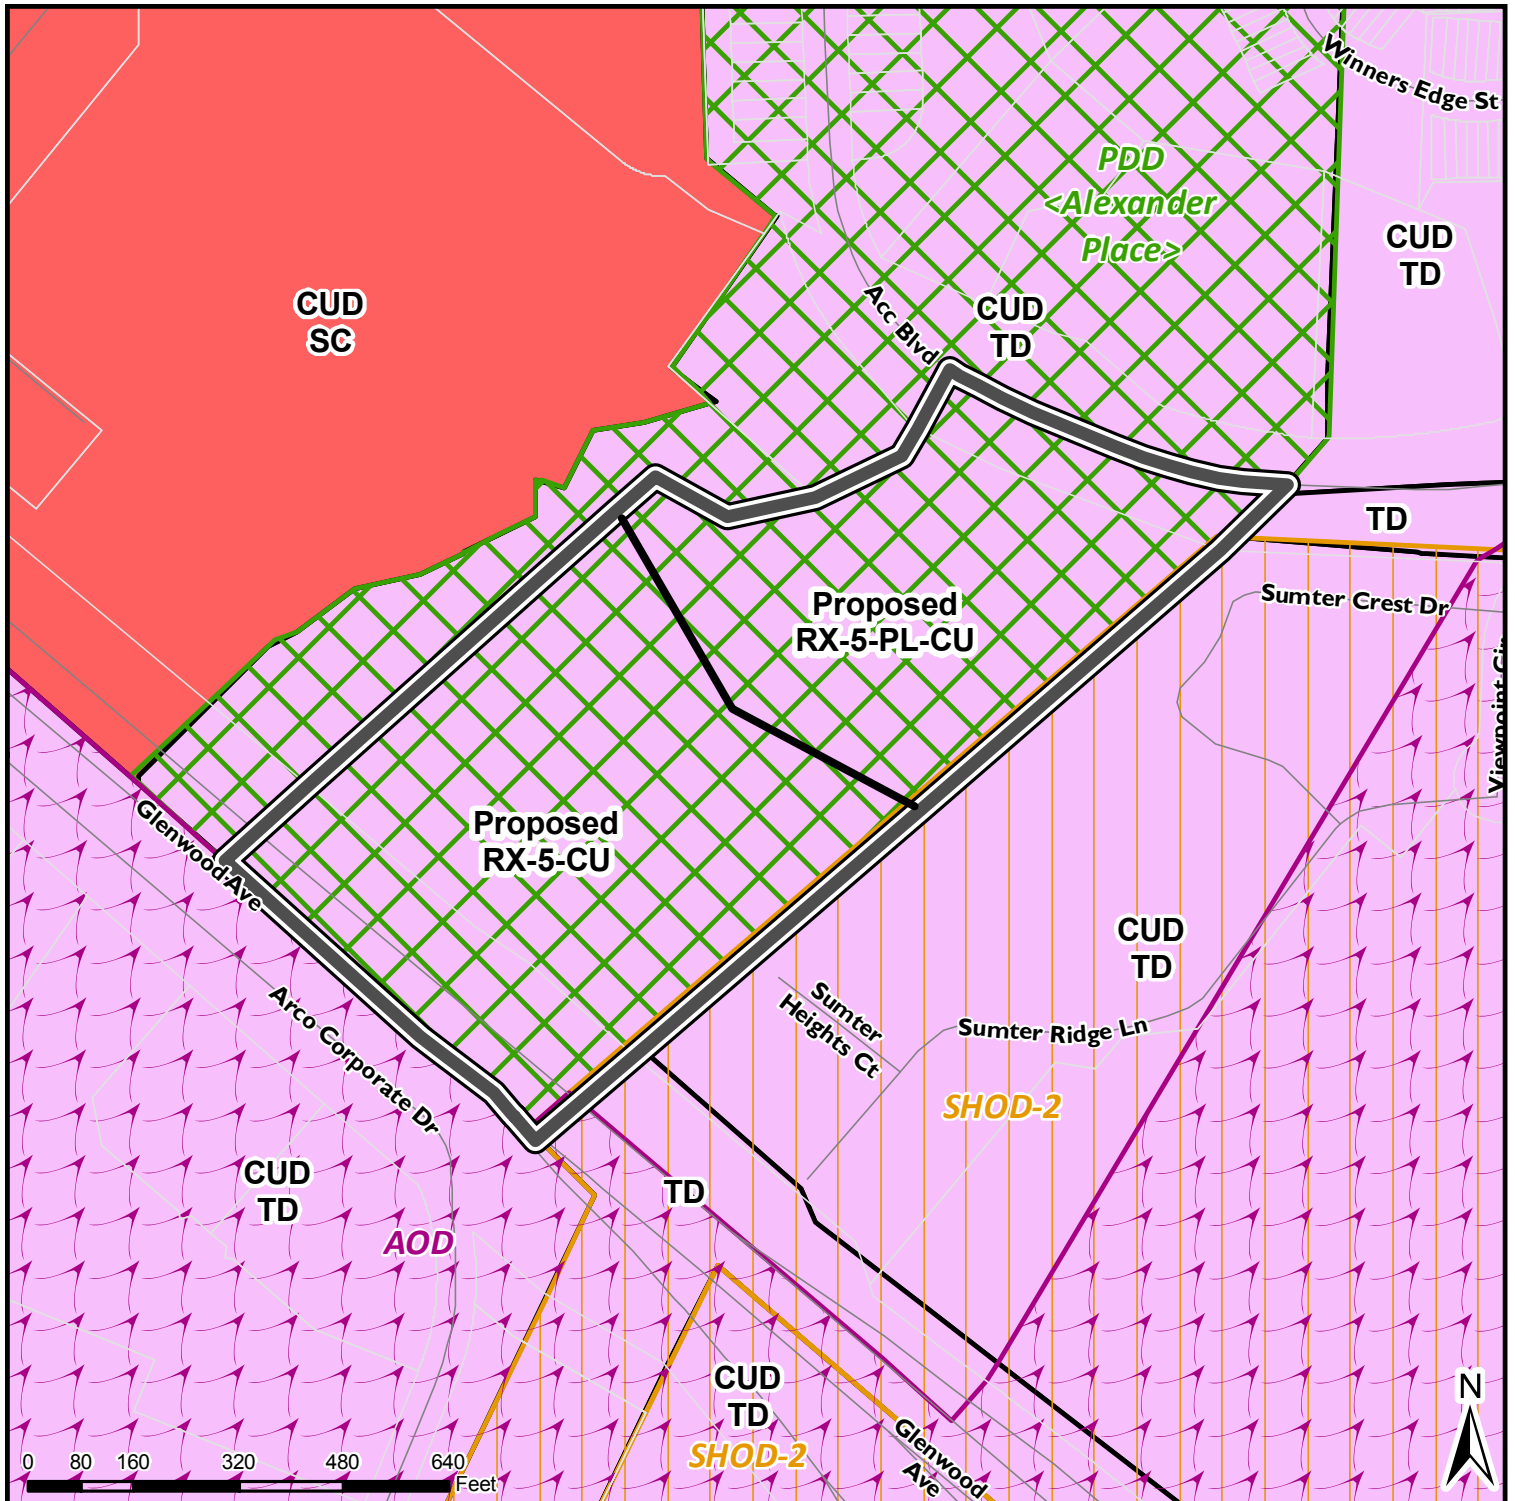 Winners Edge St
PDD
<Alexander
Place>
CUD
TD
CUD
SC
Acc Blvd
CUD
TD
TD
Sumter Crest Dr
Proposed
RX-5-PL-CU
Viewpoint Cir
Glenwood Ave
Proposed
RX-5-CU
CUD
TD
Sumter
Heights Ct
Sumter Ridge Ln
Arco Corporate Dr
SHOD-2
CUD
TD
TD
AOD
CUD
TD
SHOD-2
Glenwood
Ave
N
0 80 160 320 480 640
Feet